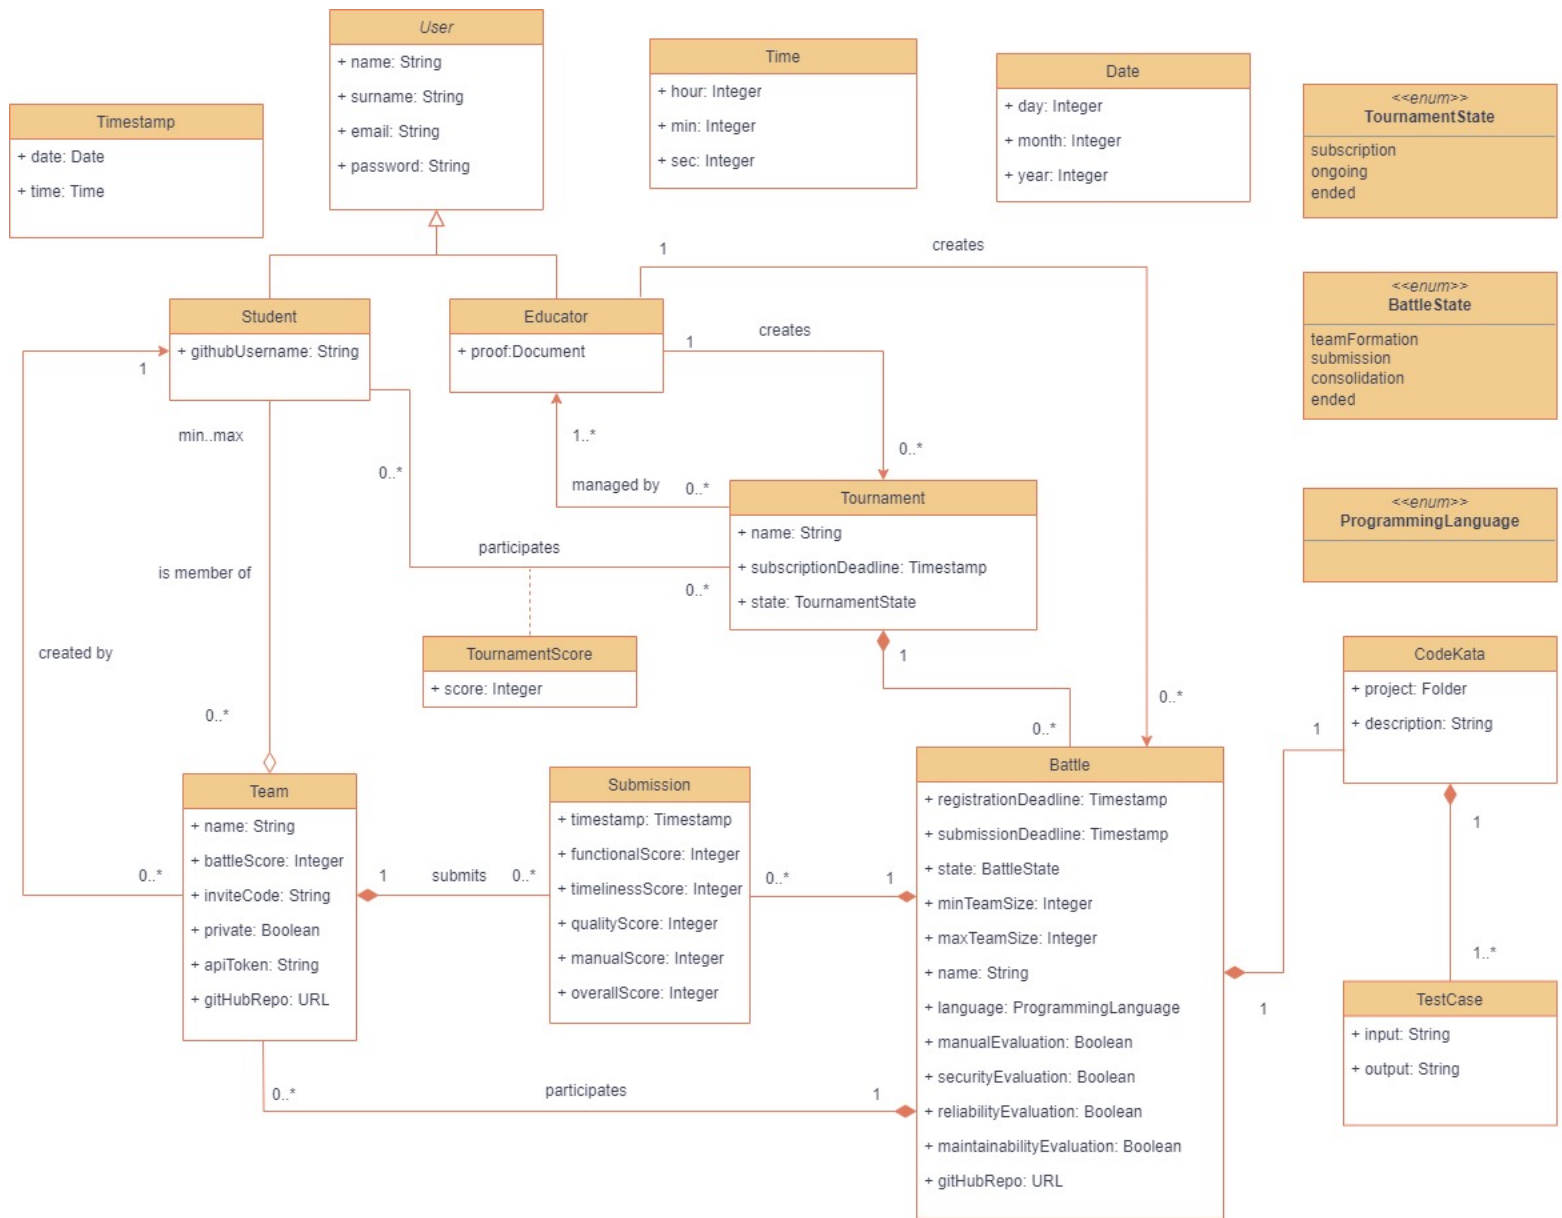 User
+ name: String
+ surname: String
+ email: String
+ password: String
Time
+ hour: Integer
+ min: Integer
+ sec: Integer
Date
+ day: Integer
+ month: Integer
+ year: Integer
<<enum>>
TournamentState
subscription
ongoing
ended
Timestamp
+ date: Date
+ time: Time
1
creates
<<enum>>
BattleState
teamFormation
submission
consolidation
ended
Student
+ githubUsername: String
Educator
+ proof:Document
1
creates
1
min..max
0..*
1..*
0..*
managed by
0..*
<<enum>>
ProgrammingLanguage
Tournament
+ name: String
+ subscriptionDeadline: Timestamp
+ state: TournamentState
participates
0..*
is member of
created by
TournamentScore
+ score: Integer
1
CodeKata
+ project: Folder
+ description: String
0..*
0..*
0..*
1
Team
+ name: String
+ battleScore: Integer
+ inviteCode: String
+ private: Boolean
+ apiToken: String
+ gitHubRepo: URL
0..*
1
submits
0..*
Submission
+ timestamp: Timestamp
+ functionalScore: Integer
+ timelinessScore: Integer
+ qualityScore: Integer
+ manualScore: Integer
+ overallScore: Integer
0..*
1
Battle
+ registrationDeadline: Timestamp
+ submissionDeadline: Timestamp
+ state: BattleState
+ minTeamSize: Integer
+ maxTeamSize: Integer
+ name: String
+ language: ProgrammingLanguage
+ manualEvaluation: Boolean
+ securityEvaluation: Boolean
+ reliabilityEvaluation: Boolean
+ maintainabilityEvaluation: Boolean
+ gitHubRepo: URL
1
1..*
1
TestCase
+ input: String
+ output: String
0..*
participates
1